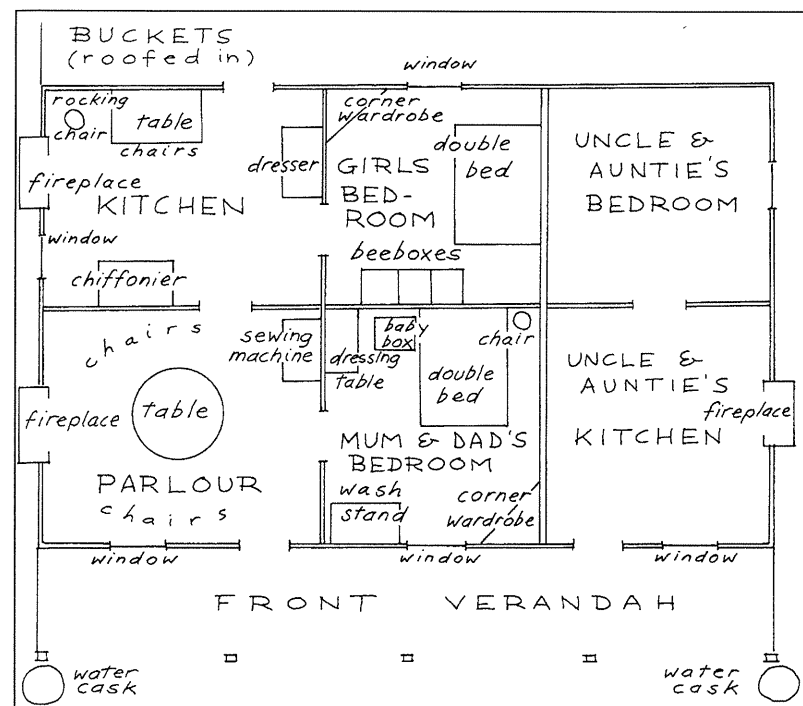 BUCKETS
(roofed in)
window
rocking
chair
table
chairs
corner
wardrobe
double
bed
dresser
GIRLS
BED-
ROOM
UNCLE &
AUNTIE'S
BEDROOM
fireplace
KITCHEN
window
beeboxes
chiffonier
chairs
sewing
machine
baby
box
dressing
table
chair
double
bed
UNCLE &
AUNTIE'S
KITCHEN
fireplace
fireplace
table
MUM & DAD'S
BEDROOM
PARLOUR
chairs
wash
stand
corner
wardrobe
window
window
window
FRONT VERANDAH
water
cask
water
cask